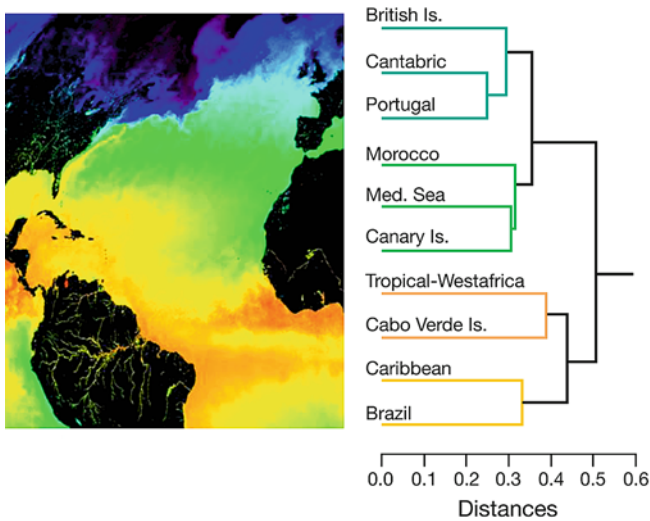 British Is.
Cantabric
Portugal
Morocco
Med. Sea
Canary Is.
Tropical-Westafrica
Cabo Verde Is.
Caribbean
Brazil
0.0 0.1 0.2 0.3 0.4 0.5 0.6
Distances